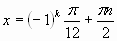 x = (−1)^k π/12 + πn/2